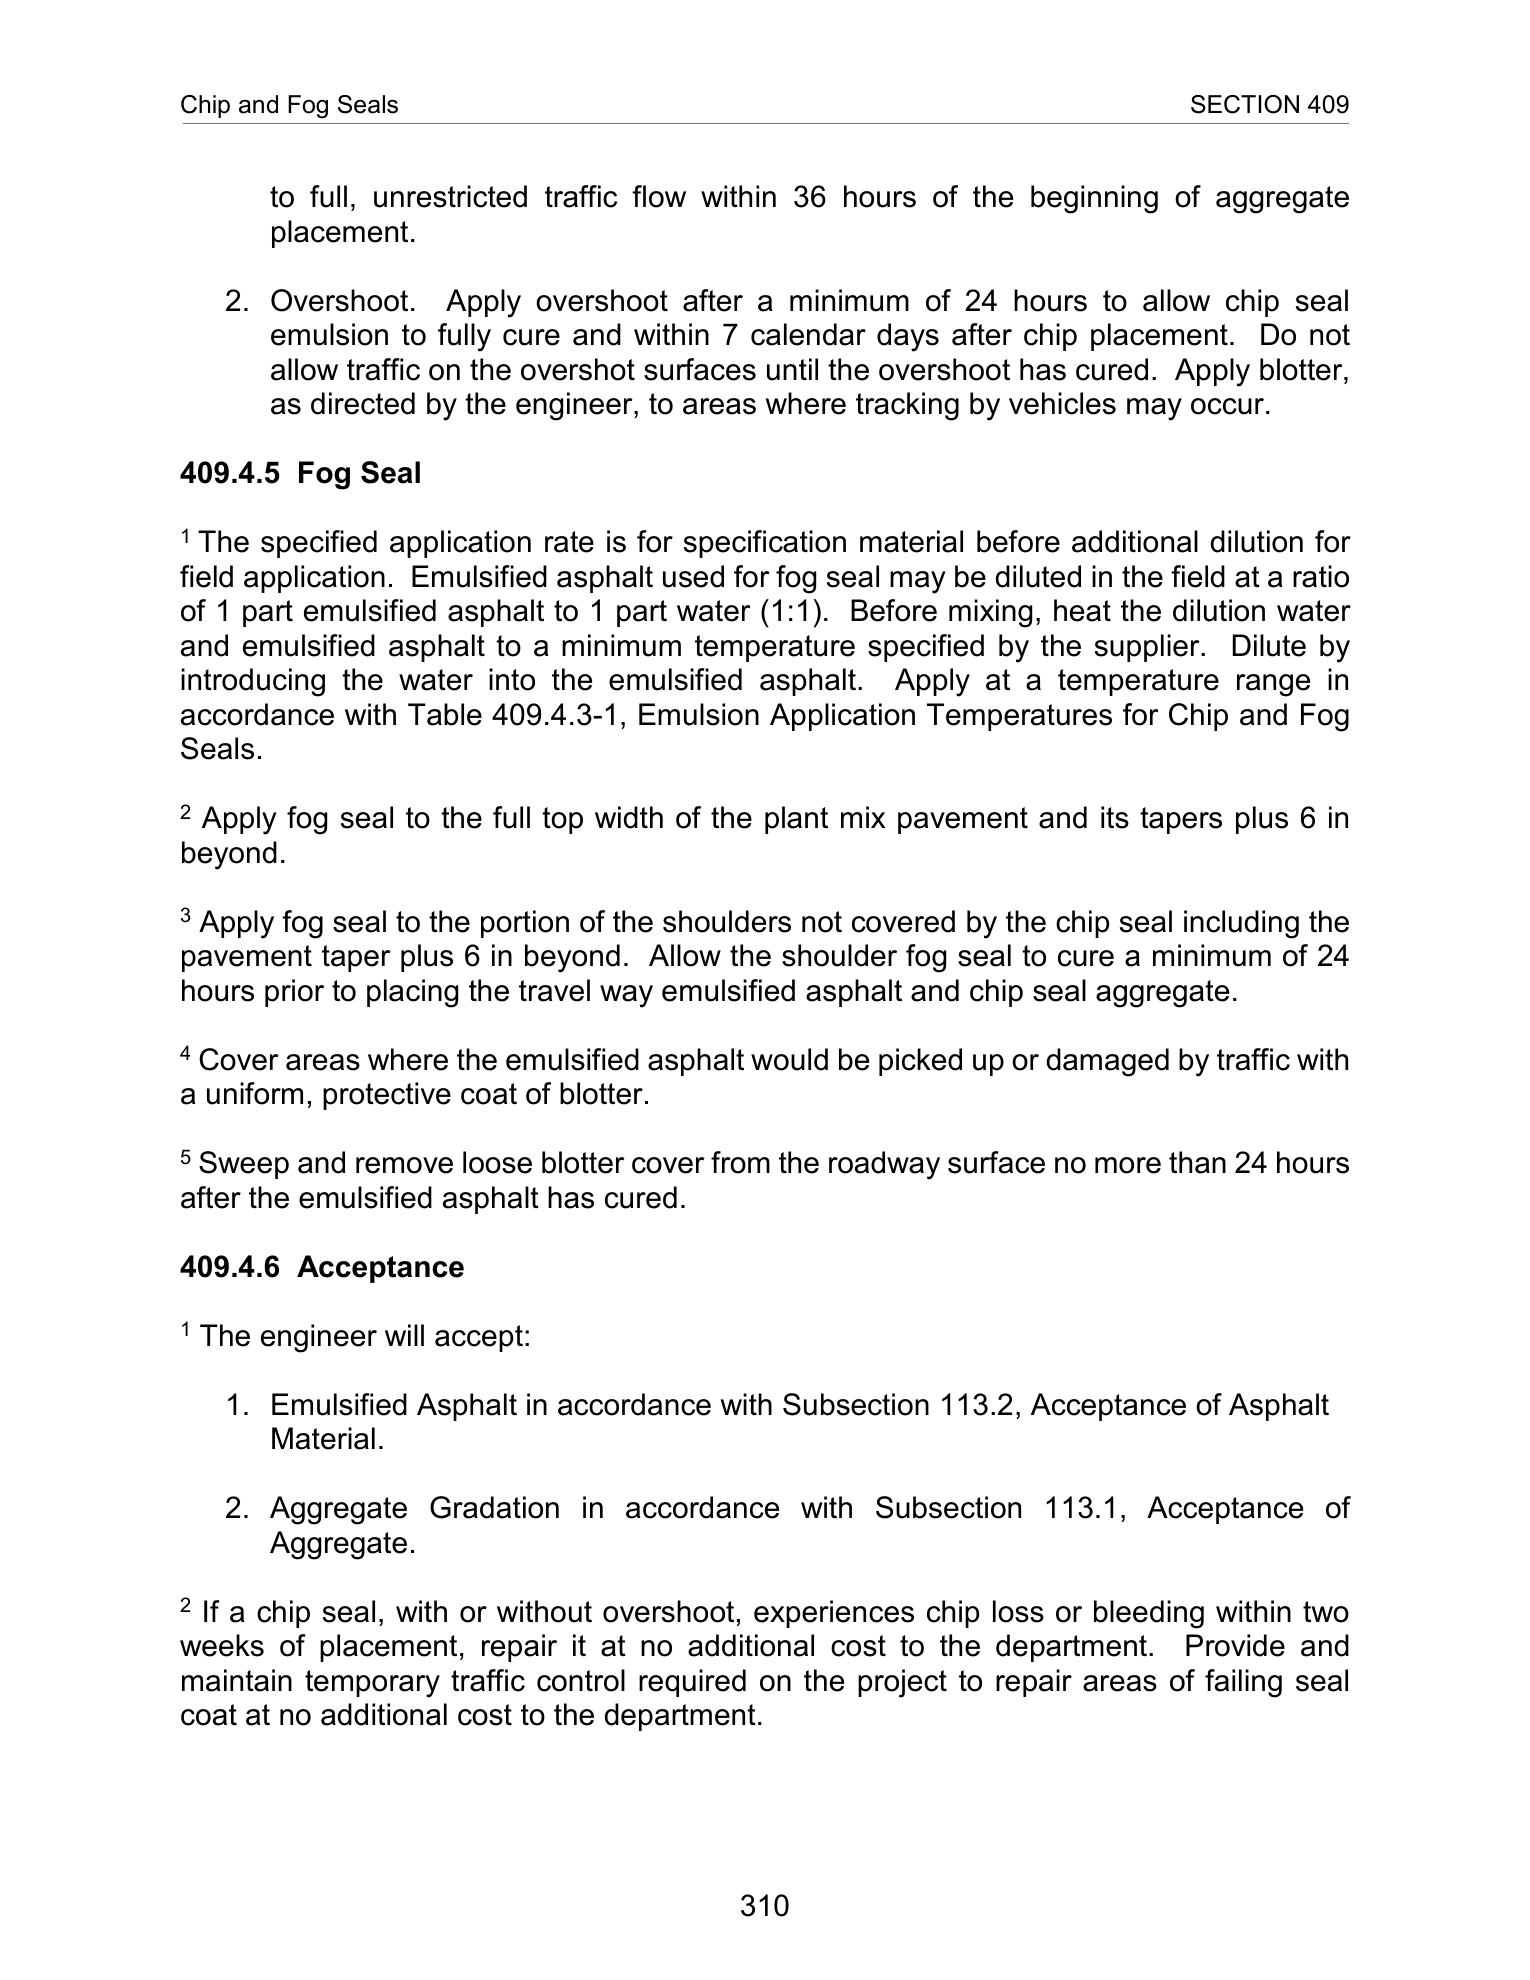 Chip and Fog Seals SECTION 409
to full, unrestricted traffic flow within 36 hours of the beginning of aggregate
placement.
2. Overshoot. Apply overshoot after a minimum of 24 hours to allow chip seal
emulsion to fully cure and within 7 calendar days after chip placement. Do not
allow traffic on the overshot surfaces until the overshoot has cured. Apply blotter,
as directed by the engineer, to areas where tracking by vehicles may occur.
409.4.5 Fog Seal
1 The specified application rate is for specification material before additional dilution for
field application. Emulsified asphalt used for fog seal may be diluted in the field at a ratio
of 1 part emulsified asphalt to 1 part water (1:1). Before mixing, heat the dilution water
and emulsified asphalt to a minimum temperature specified by the supplier. Dilute by
introducing the water into the emulsified asphalt. Apply at a temperature range in
accordance with Table 409.4.3-1, Emulsion Application Temperatures for Chip and Fog
Seals.
2 Apply fog seal to the full top width of the plant mix pavement and its tapers plus 6 in
beyond.
3 Apply fog seal to the portion of the shoulders not covered by the chip seal including the
pavement taper plus 6 in beyond. Allow the shoulder fog seal to cure a minimum of 24
hours prior to placing the travel way emulsified asphalt and chip seal aggregate.
4 Cover areas where the emulsified asphalt would be picked up or damaged by traffic with
a uniform, protective coat of blotter.
5 Sweep and remove loose blotter cover from the roadway surface no more than 24 hours
after the emulsified asphalt has cured.
409.4.6 Acceptance
1 The engineer will accept:
1. Emulsified Asphalt in accordance with Subsection 113.2, Acceptance of Asphalt
Material.
2. Aggregate Gradation in accordance with Subsection 113.1, Acceptance of
Aggregate.
2 If a chip seal, with or without overshoot, experiences chip loss or bleeding within two
weeks of placement, repair it at no additional cost to the department. Provide and
maintain temporary traffic control required on the project to repair areas of failing seal
coat at no additional cost to the department.
310